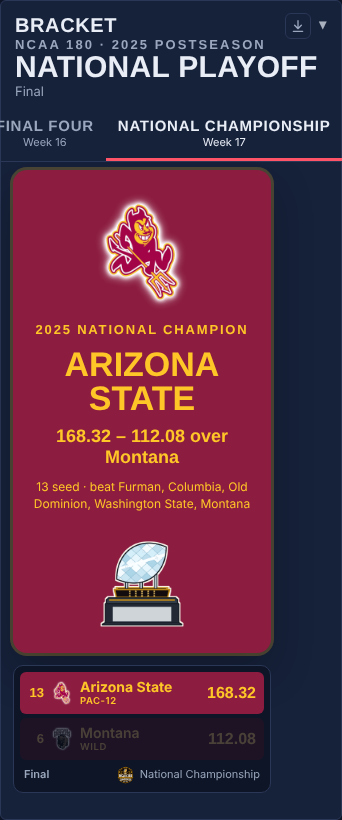 BRACKET
NCAA 180 · 2025 POSTSEASON
NATIONAL PLAYOFF
Final
FINAL FOUR
Week 16
NATIONAL CHAMPIONSHIP
Week 17
2025 NATIONAL CHAMPION
ARIZONA
STATE
168.32 – 112.08 over
Montana
13 seed · beat Furman, Columbia, Old
Dominion, Washington State, Montana
13 Arizona State 168.32
PAC-12
6 Montana 112.08
WILD
Final National Championship